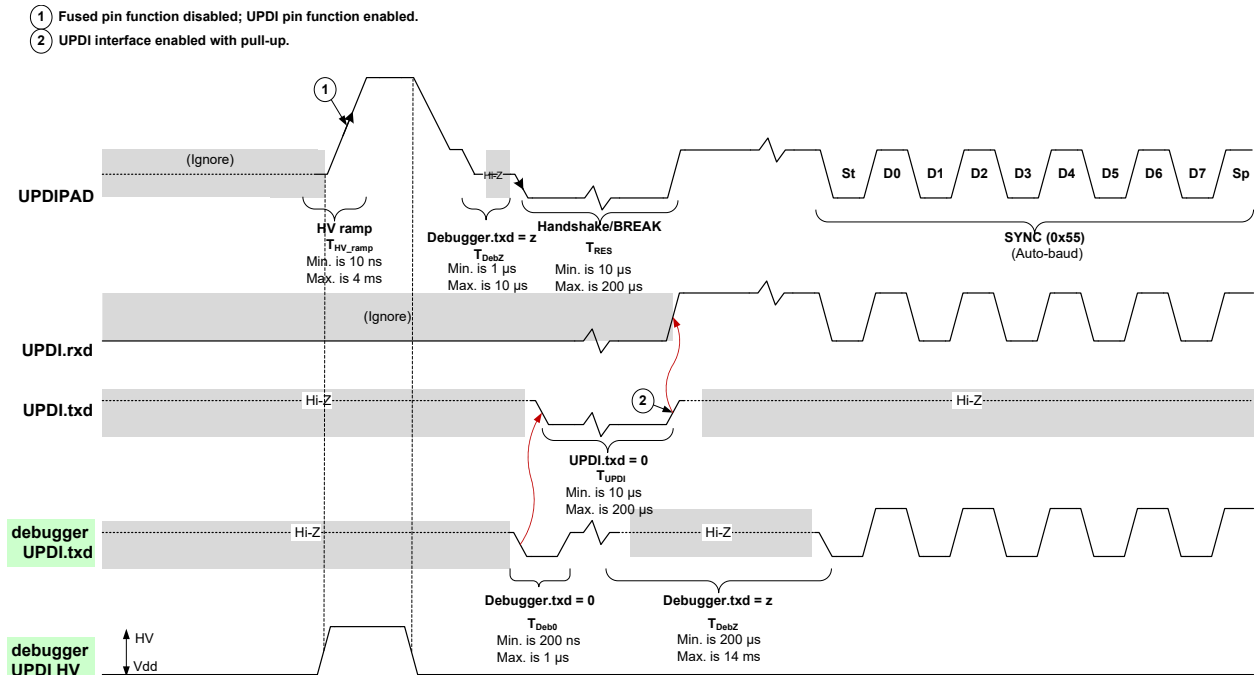 1 Fused pin function disabled; UPDI pin function enabled.
2 UPDI interface enabled with pull-up.
1
(Ignore)
UPDIPAD
Hi-Z
St D0 D1 D2 D3 D4 D5 D6 D7 Sp
HV ramp
THV_ramp
Min. is 10 ns
Max. is 4 ms
Debugger.txd = z
TDebZ
Min. is 1 µs
Max. is 10 µs
Handshake/BREAK
TRES
Min. is 10 µs
Max. is 200 µs
SYNC (0x55)
(Auto-baud)
(Ignore)
UPDI.rxd
UPDI.txd
Hi-Z
2
Hi-Z
UPDI.txd = 0
TUPDI
Min. is 10 µs
Max. is 200 µs
debugger
UPDI.txd
Hi-Z
Hi-Z
Debugger.txd = 0
TDeb0
Min. is 200 ns
Max. is 1 µs
Debugger.txd = z
TDebZ
Min. is 200 µs
Max. is 14 ms
debugger
UPDI HV
HV
Vdd